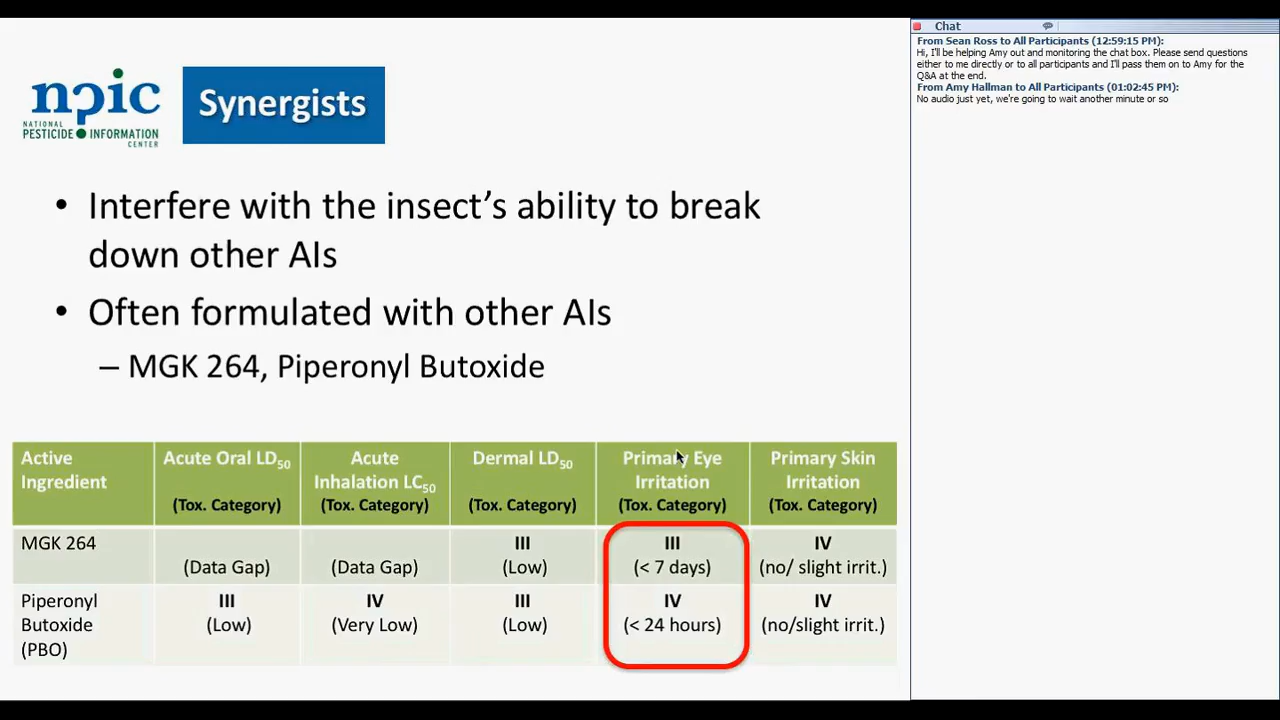 npic
NATIONAL
PESTICIDE INFORMATION
CENTER
Synergists
• Interfere with the insect's ability to break
down other AIs
• Often formulated with other AIs
– MGK 264, Piperonyl Butoxide
Active Ingredient | Acute Oral LD50 (Tox. Category) | Acute Inhalation LC50 (Tox. Category) | Dermal LD50 (Tox. Category) | Primary Eye Irritation (Tox. Category) | Primary Skin Irritation (Tox. Category)
MGK 264 | (Data Gap) | (Data Gap) | III (Low) | III (< 7 days) | IV (no/ slight irrit.)
Piperonyl Butoxide (PBO) | III (Low) | IV (Very Low) | III (Low) | IV (< 24 hours) | IV (no/slight irrit.)
Chat
From Sean Ross to All Participants (12:59:15 PM):
Hi, I'll be helping Amy out and monitoring the chat box. Please send questions
either to me directly or to all participants and I'll pass them on to Amy for the
Q&A at the end.
From Amy Hallman to All Participants (01:02:45 PM):
No audio just yet, we're going to wait another minute or so